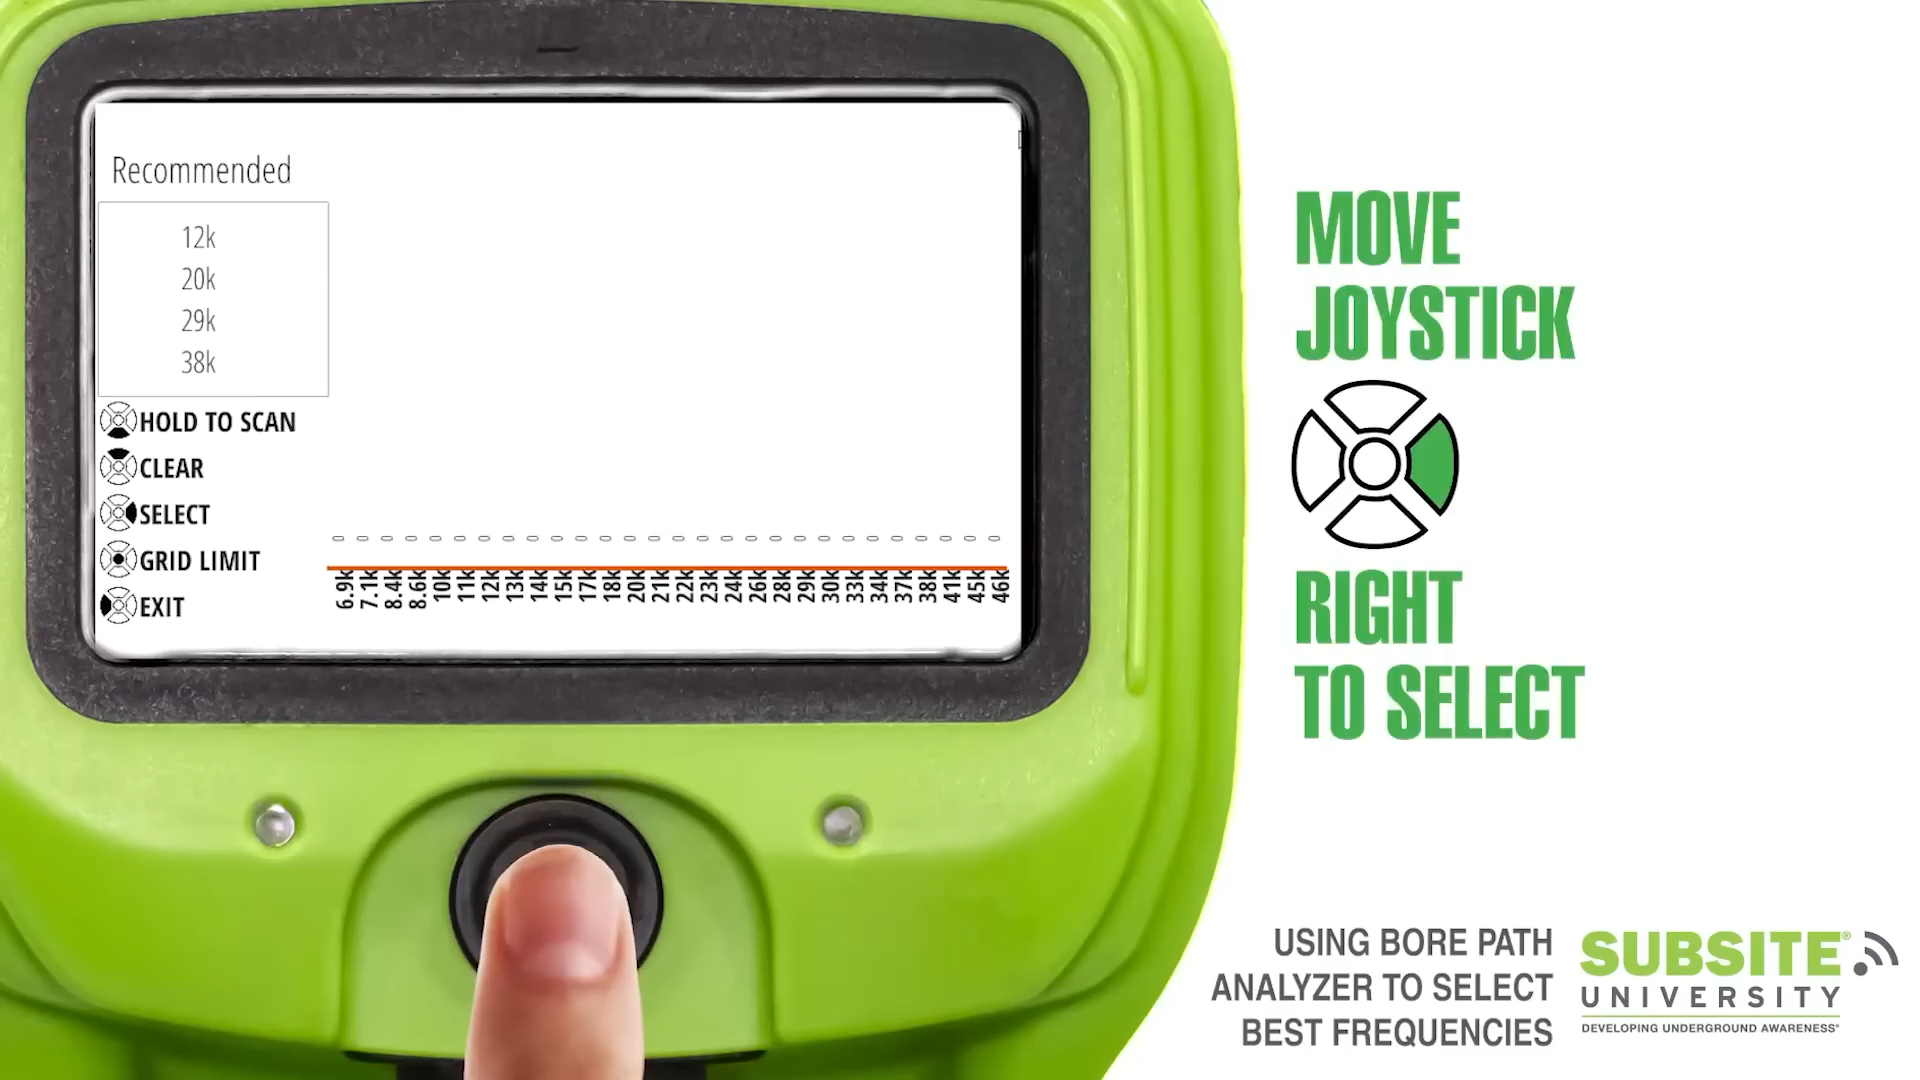 Recommended
12k
20k
29k
38k
HOLD TO SCAN
CLEAR
SELECT
GRID LIMIT
EXIT
6.9k 7.1k 8.4k 8.6k 10k 11k 12k 13k 14k 15k 17k 18k 20k 21k 22k 23k 24k 26k 28k 29k 30k 33k 34k 37k 38k 41k 45k 46k
MOVE
JOYSTICK
RIGHT
TO SELECT
USING BORE PATH
ANALYZER TO SELECT
BEST FREQUENCIES
SUBSITE®
UNIVERSITY
DEVELOPING UNDERGROUND AWARENESS®